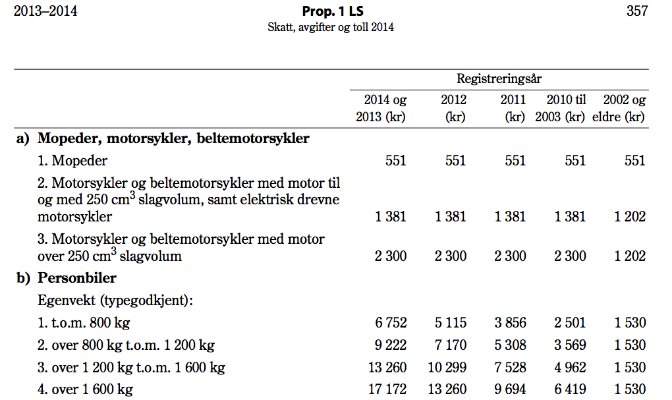 2013–2014 Prop. 1 LS 357
Skatt, avgifter og toll 2014
Registreringsår
2014 og 2012 2011 2010 til 2002 og
2013 (kr) (kr) (kr) 2003 (kr) eldre (kr)
a) Mopeder, motorsykler, beltemotorsykler
1. Mopeder 551 551 551 551 551
2. Motorsykler og beltemotorsykler med motor til
og med 250 cm³ slagvolum, samt elektrisk drevne
motorsykler 1 381 1 381 1 381 1 381 1 202
3. Motorsykler og beltemotorsykler med motor
over 250 cm³ slagvolum 2 300 2 300 2 300 2 300 1 202
b) Personbiler
Egenvekt (typegodkjent):
1. t.o.m. 800 kg 6 752 5 115 3 856 2 501 1 530
2. over 800 kg t.o.m. 1 200 kg 9 222 7 170 5 308 3 569 1 530
3. over 1 200 kg t.o.m. 1 600 kg 13 260 10 299 7 528 4 962 1 530
4. over 1 600 kg 17 172 13 260 9 694 6 419 1 530